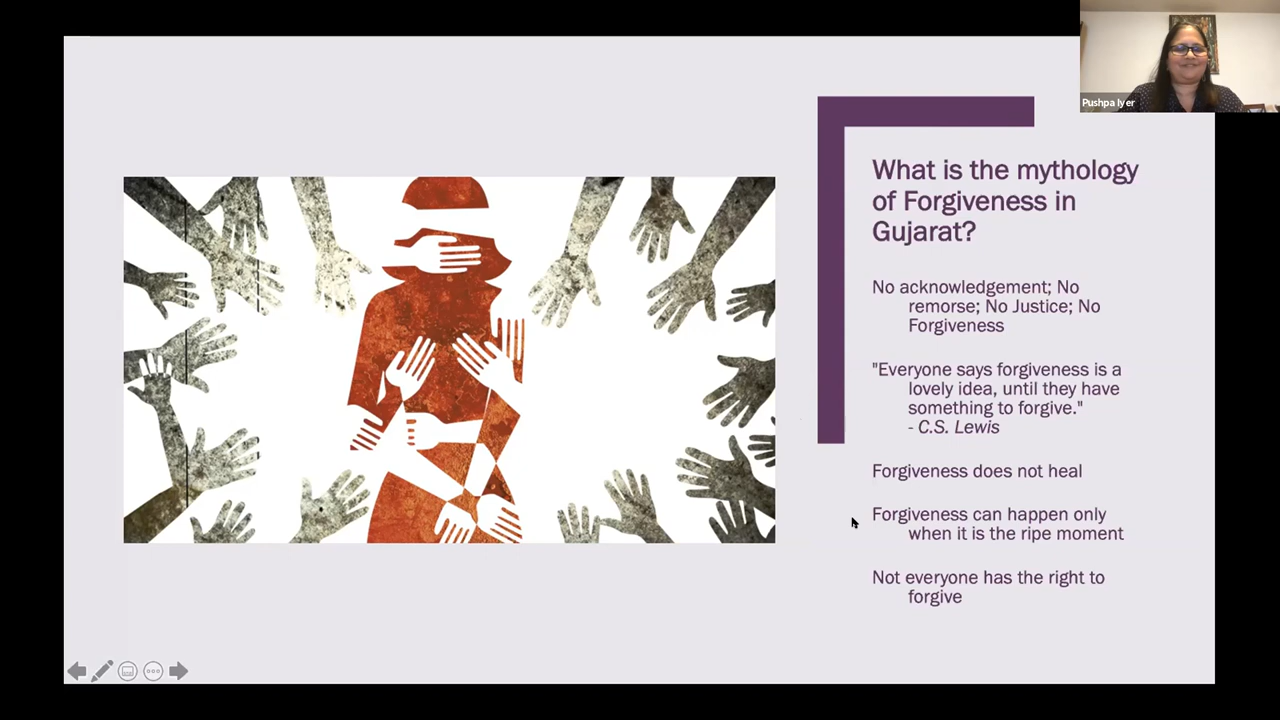 Pushpa Iyer
What is the mythology
of Forgiveness in
Gujarat?
No acknowledgement; No
remorse; No Justice; No
Forgiveness
"Everyone says forgiveness is a
lovely idea, until they have
something to forgive."
- C.S. Lewis
Forgiveness does not heal
Forgiveness can happen only
when it is the ripe moment
Not everyone has the right to
forgive